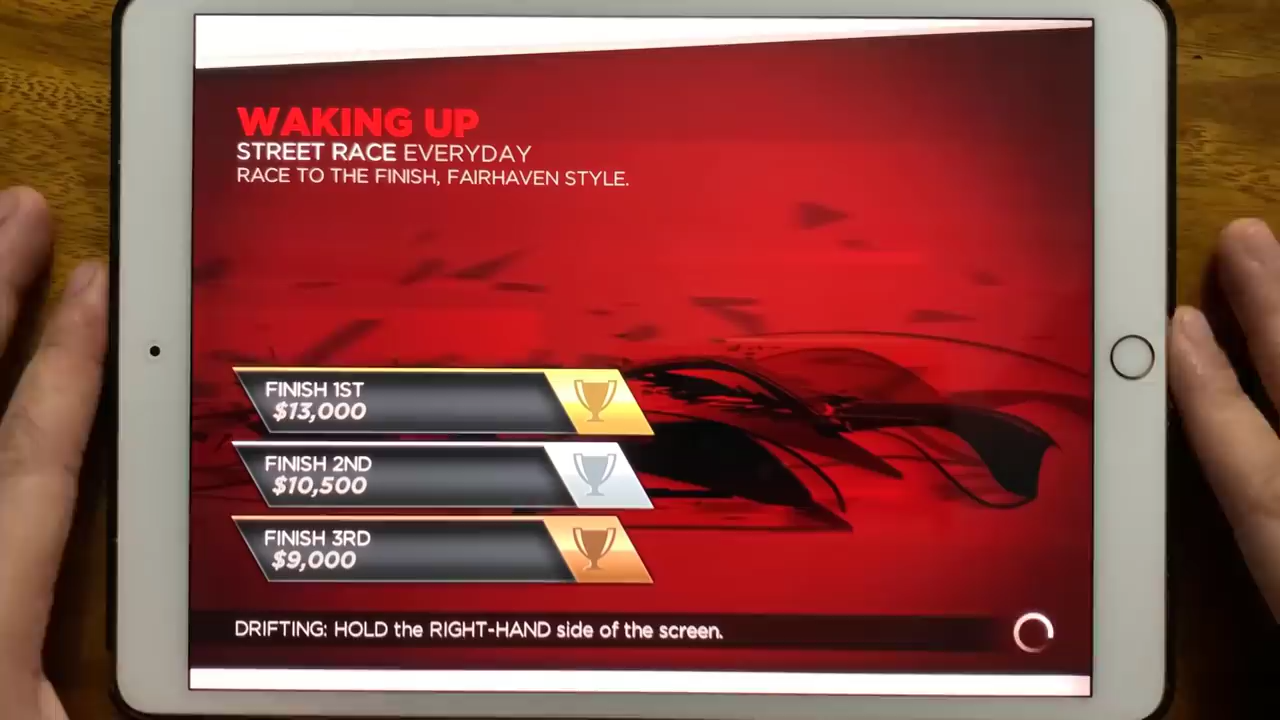 WAKING UP
STREET RACE EVERYDAY
RACE TO THE FINISH, FAIRHAVEN STYLE.
FINISH 1ST
$13,000
FINISH 2ND
$10,500
FINISH 3RD
$9,000
DRIFTING: HOLD the RIGHT-HAND side of the screen.